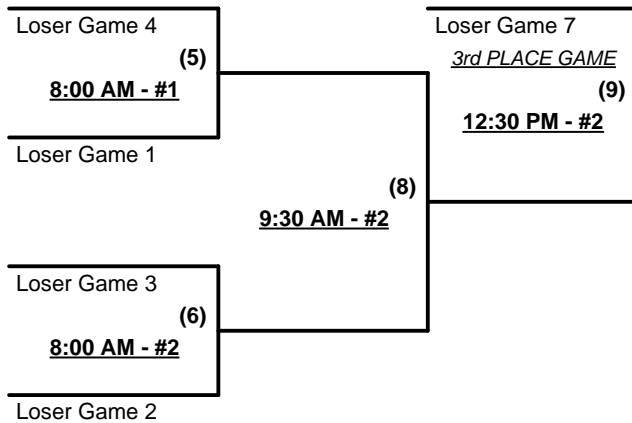 Loser Game 4
(5)
8:00 AM - #1
Loser Game 1
Loser Game 7
3rd PLACE GAME
(9)
12:30 PM - #2
(8)
9:30 AM - #2
Loser Game 3
(6)
8:00 AM - #2
Loser Game 2